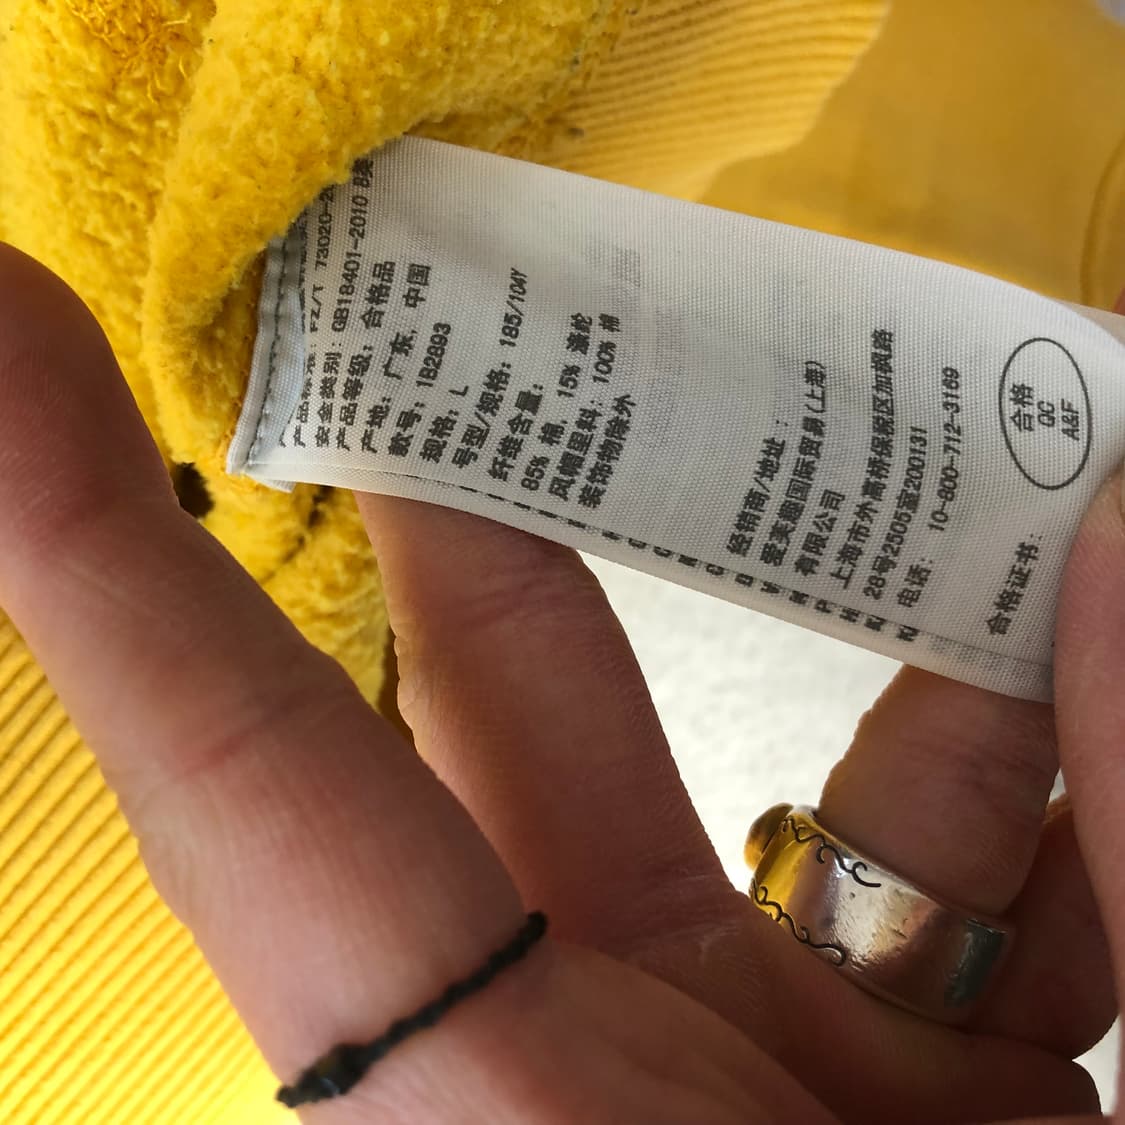 产品标准: FZ/T 73020-2
安全类别: GB18401-2010 B类
产品等级: 合格品
产地: 广东, 中国
款号: 1B2893
规格: L
号型/规格: 185/104Y
纤维含量:
85% 棉, 15% 涤纶
风帽里料: 100% 棉
装饰物除外
经销商/地址:
爱芙趣国际贸易(上海)
有限公司
上海市外高桥保税区加枫路
28号2506室200131
电话: 10-800-712-3169
合格证书:
合格
QC
A&F